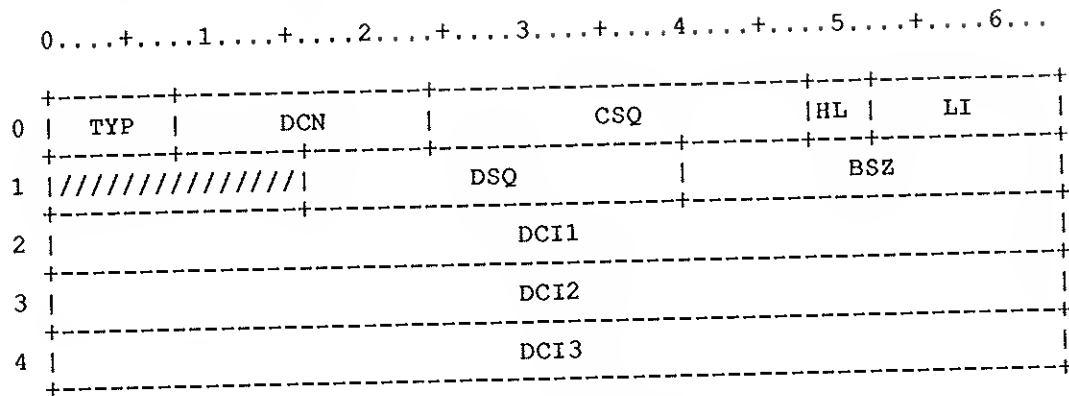 0....+....1....+....2....+....3....+....4....+....5....+....6...
+-------+---------------+-----------------------+---+-----------+
0 | TYP | DCN | CSQ |HL | LI |
+-------+-------+-------+---------------+-------+---+-----------+
1 |///////////////| DSQ | BSZ |
+---------------+-----------------------+-----------------------+
2 | DCI1 |
+---------------------------------------------------------------+
3 | DCI2 |
+---------------------------------------------------------------+
4 | DCI3 |
+---------------------------------------------------------------+